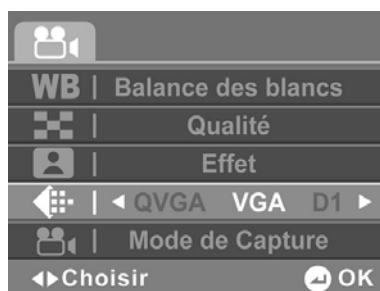 WB | Balance des blancs
| Qualité
| Effet
| ◀ QVGA VGA D1 ▶
| Mode de Capture
◀▶Choisir OK